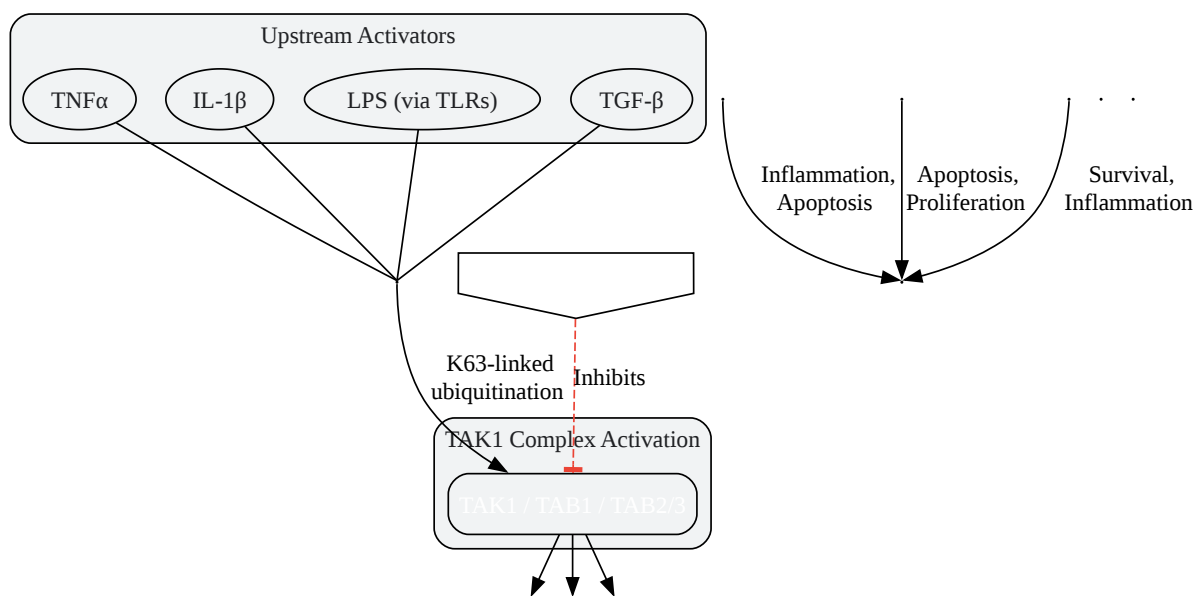 Upstream Activators
TNFα
IL-1β
LPS (via TLRs)
TGF-β
Inflammation,
Apoptosis
Apoptosis,
Proliferation
Survival,
Inflammation
K63-linked
ubiquitination
Inhibits
TAK1 Complex Activation
TAK1 / TAB1 / TAB2/3